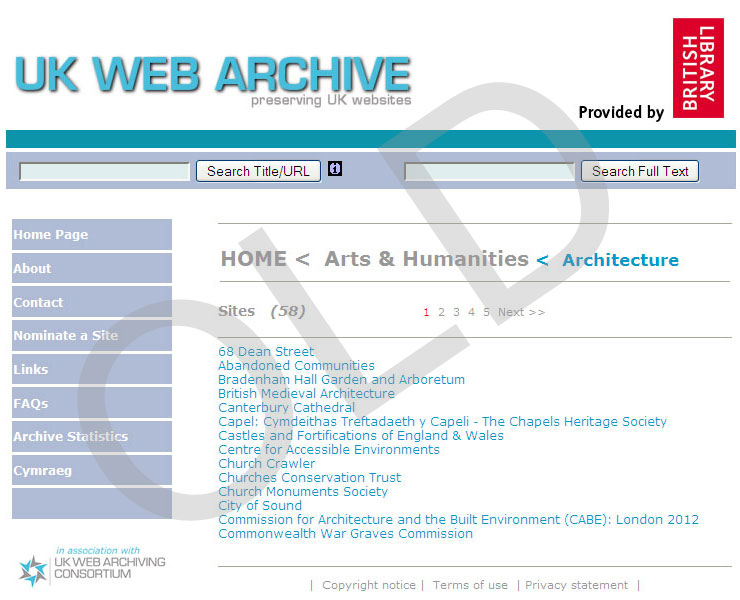 UK WEB ARCHIVE
preserving UK websites
Provided by
BRITISH
LIBRARY
Search Title/URL
i
Search Full Text
Home Page
About
Contact
Nominate a Site
Links
FAQs
Archive Statistics
Cymraeg
in association with
UK WEB ARCHIVING
CONSORTIUM
HOME < Arts & Humanities < Architecture
Sites (58)
1 2 3 4 5 Next >>
68 Dean Street
Abandoned Communities
Bradenham Hall Garden and Arboretum
British Medieval Architecture
Canterbury Cathedral
Capel: Cymdeithas Treftadaeth y Capeli - The Chapels Heritage Society
Castles and Fortifications of England & Wales
Centre for Accessible Environments
Church Crawler
Churches Conservation Trust
Church Monuments Society
City of Sound
Commission for Architecture and the Built Environment (CABE): London 2012
Commonwealth War Graves Commission
| Copyright notice | Terms of use | Privacy statement |
OLD